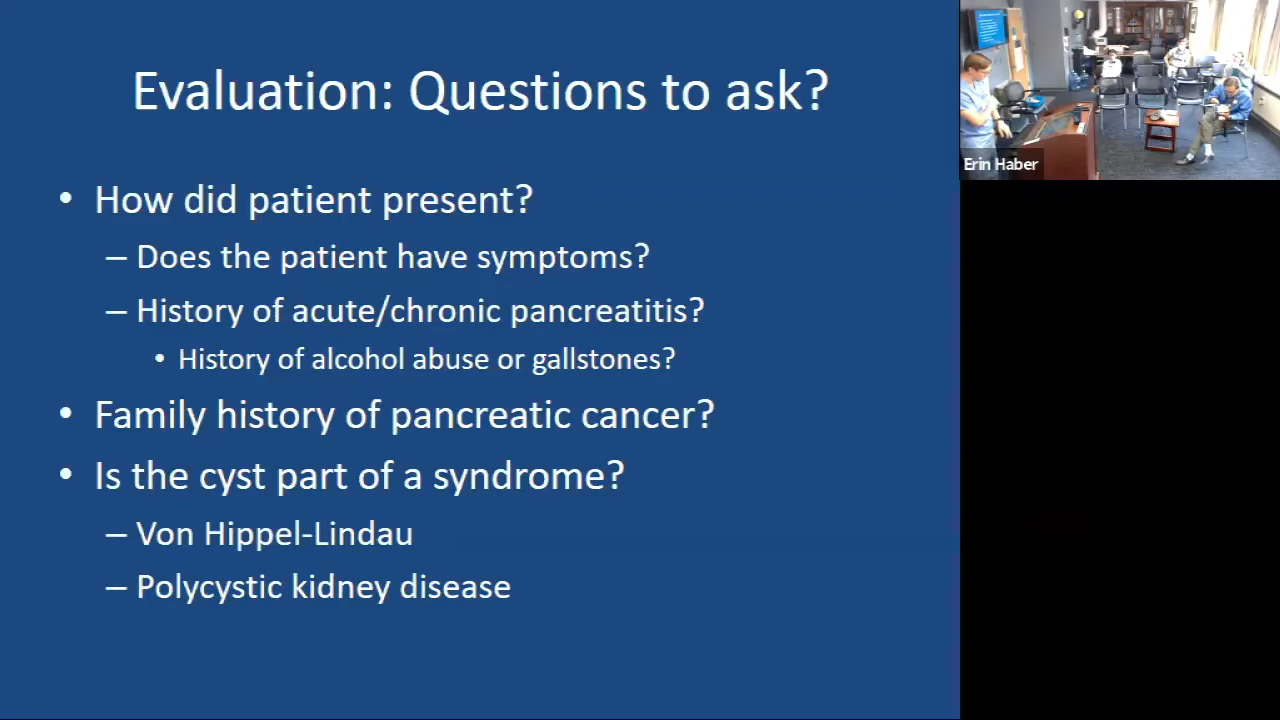 Evaluation: Questions to ask?
• How did patient present?
– Does the patient have symptoms?
– History of acute/chronic pancreatitis?
• History of alcohol abuse or gallstones?
• Family history of pancreatic cancer?
• Is the cyst part of a syndrome?
– Von Hippel-Lindau
– Polycystic kidney disease
Erin Haber